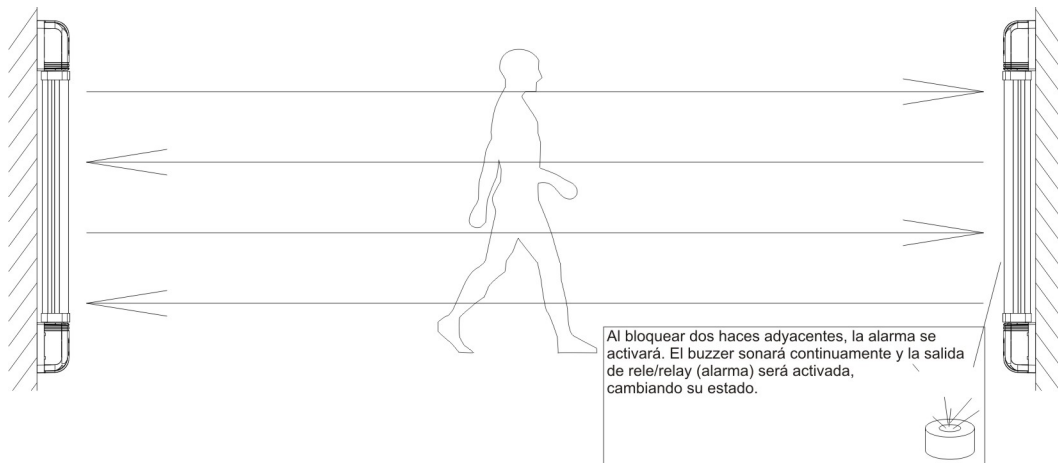 Al bloquear dos haces adyacentes, la alarma se
activará. El buzzer sonará continuamente y la salida
de rele/relay (alarma) será activada,
cambiando su estado.